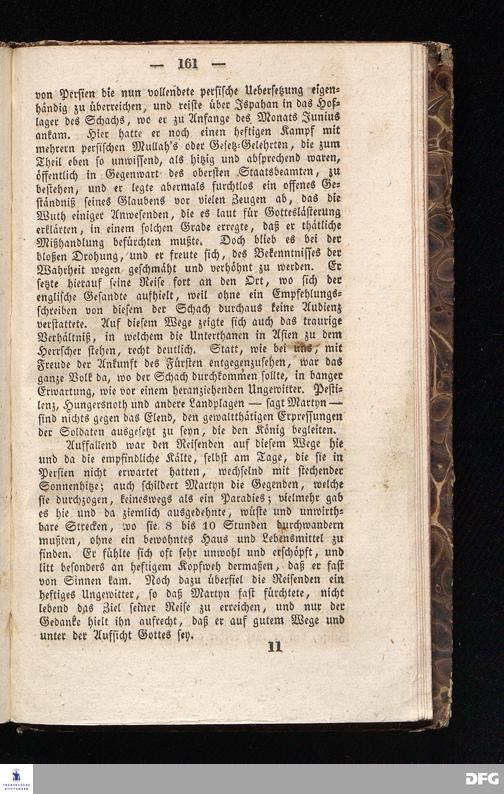 — 161 —
von Persien die nun vollendete persische Uebersetzung eigen-
händig zu überreichen, und reiste über Ispahan in das Hof-
lager des Schachs, wo er zu Anfange des Monats Junius
ankam. Hier hatte er noch einen heftigen Kampf mit
mehrern persischen Mullah's oder Gesetz-Gelehrten, die zum
Theil eben so unwissend, als hitzig und absprechend waren,
öffentlich in Gegenwart des obersten Staatsbeamten, zu
bestehen, und er legte abermals furchtlos ein offenes Ge-
ständniß seines Glaubens vor vielen Zeugen ab, das die
Wuth einiger Anwesenden, die es laut für Gotteslästerung
erklärten, in einem solchen Grade erregte, daß er thätliche
Mißhandlung befürchten mußte. Doch blieb es bei der
bloßen Drohung, und er freute sich, des Bekenntnisses der
Wahrheit wegen geschmäht und verhöhnt zu werden. Er
setzte hierauf seine Reise fort an den Ort, wo sich der
englische Gesandte aufhielt, weil ohne ein Empfehlungs-
schreiben von diesem der Schach durchaus keine Audienz
verstattete. Auf diesem Wege zeigte sich auch das traurige
Verhältniß, in welchem die Unterthanen in Asien zu dem
Herrscher stehen, recht deutlich. Statt, wie bei uns, mit
Freude der Ankunft des Fürsten entgegenzusehen, war das
ganze Volk da, wo der Schach durchkommen sollte, in banger
Erwartung, wie vor einem heranziehenden Ungewitter. Pesti-
lenz, Hungersnoth und andere Landplagen — sagt Martyn —
sind nichts gegen das Elend, den gewaltthätigen Erpressungen
der Soldaten ausgesetzt zu seyn, die den König begleiten.
Auffallend war den Reisenden auf diesem Wege hie
und da die empfindliche Kälte, selbst am Tage, die sie in
Persien nicht erwartet hatten, wechselnd mit stechender
Sonnenhitze; auch schildert Martyn die Gegenden, welche
sie durchzogen, keineswegs als ein Paradies; vielmehr gab
es hie und da ziemlich ausgedehnte, wüste und unwirth-
bare Strecken, wo sie 8 bis 10 Stunden durchwandern
mußten, ohne ein bewohntes Haus und Lebensmittel zu
finden. Er fühlte sich oft sehr unwohl und erschöpft, und
litt besonders an heftigem Kopfweh dermaßen, daß er fast
von Sinnen kam. Noch dazu überfiel die Reisenden ein
heftiges Ungewitter, so daß Martyn fast fürchtete, nicht
lebend das Ziel seiner Reise zu erreichen, und nur der
Gedanke hielt ihn aufrecht, daß er auf gutem Wege und
unter der Aufsicht Gottes sey.
11
FRANCKESCHE
STIFTUNGEN
DFG